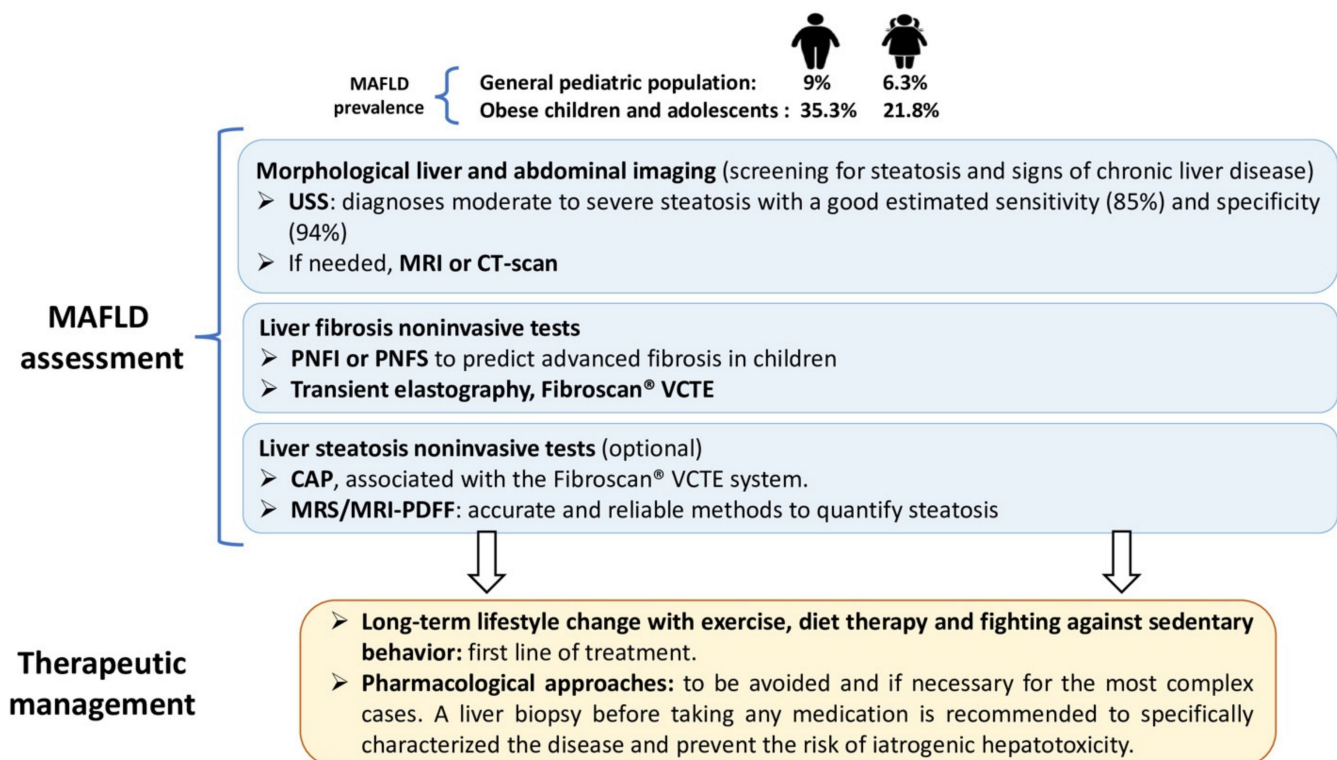 MAFLD prevalence
General pediatric population: 9% 6.3%
Obese children and adolescents : 35.3% 21.8%
MAFLD assessment
Morphological liver and abdominal imaging (screening for steatosis and signs of chronic liver disease)
➢ USS: diagnoses moderate to severe steatosis with a good estimated sensitivity (85%) and specificity
(94%)
➢ If needed, MRI or CT-scan
Liver fibrosis noninvasive tests
➢ PNFI or PNFS to predict advanced fibrosis in children
➢ Transient elastography, Fibroscan® VCTE
Liver steatosis noninvasive tests (optional)
➢ CAP, associated with the Fibroscan® VCTE system.
➢ MRS/MRI-PDFF: accurate and reliable methods to quantify steatosis
Therapeutic management
➢ Long-term lifestyle change with exercise, diet therapy and fighting against sedentary
behavior: first line of treatment.
➢ Pharmacological approaches: to be avoided and if necessary for the most complex
cases. A liver biopsy before taking any medication is recommended to specifically
characterized the disease and prevent the risk of iatrogenic hepatotoxicity.